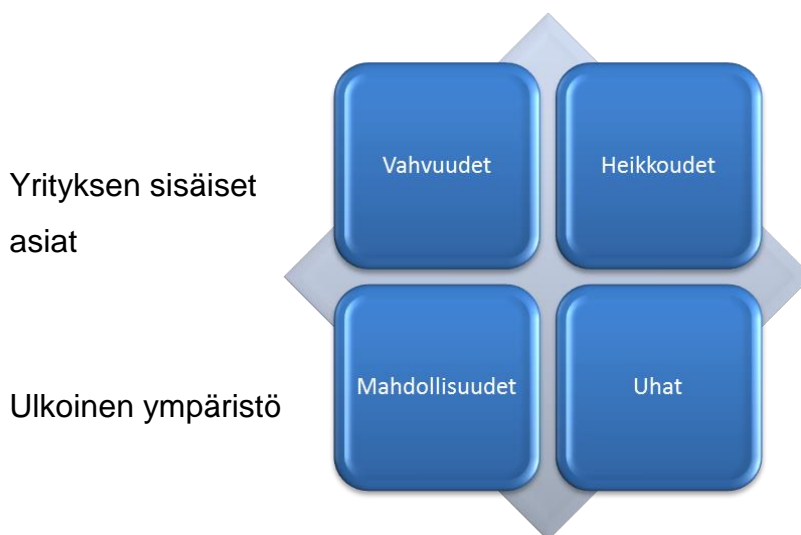 Vahvuudet
Heikkoudet
Yrityksen sisäiset
asiat
Mahdollisuudet
Uhat
Ulkoinen ympäristö